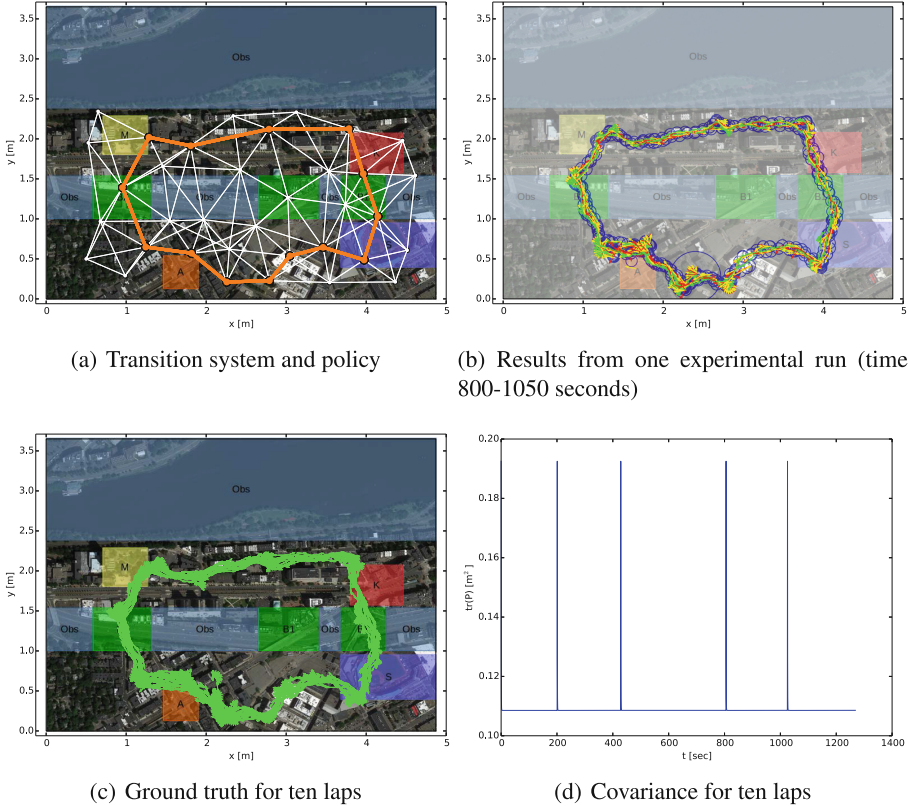 3.5
3.0
2.5
2.0
1.5
1.0
0.5
0.0
y [m]
Obs
M
Obs
Obs
Obs
A
0 1 2 3 4 5
x [m]
(a) Transition system and policy
3.5
3.0
2.5
2.0
1.5
1.0
0.5
0.0
y [m]
Obs
M
K
Obs
Obs
B1
Obs
S
0 1 2 3 4 5
x [m]
(b) Results from one experimental run (time
800-1050 seconds)
3.5
3.0
2.5
2.0
1.5
1.0
0.5
0.0
y [m]
Obs
M
K
Obs
Obs
B1
Obs
Obs
S
A
0 1 2 3 4 5
x [m]
(c) Ground truth for ten laps
0.20
0.18
0.16
0.14
0.12
0.10
tr(P) [m² ]
0 200 400 600 800 1000 1200 1400
t [sec]
(d) Covariance for ten laps